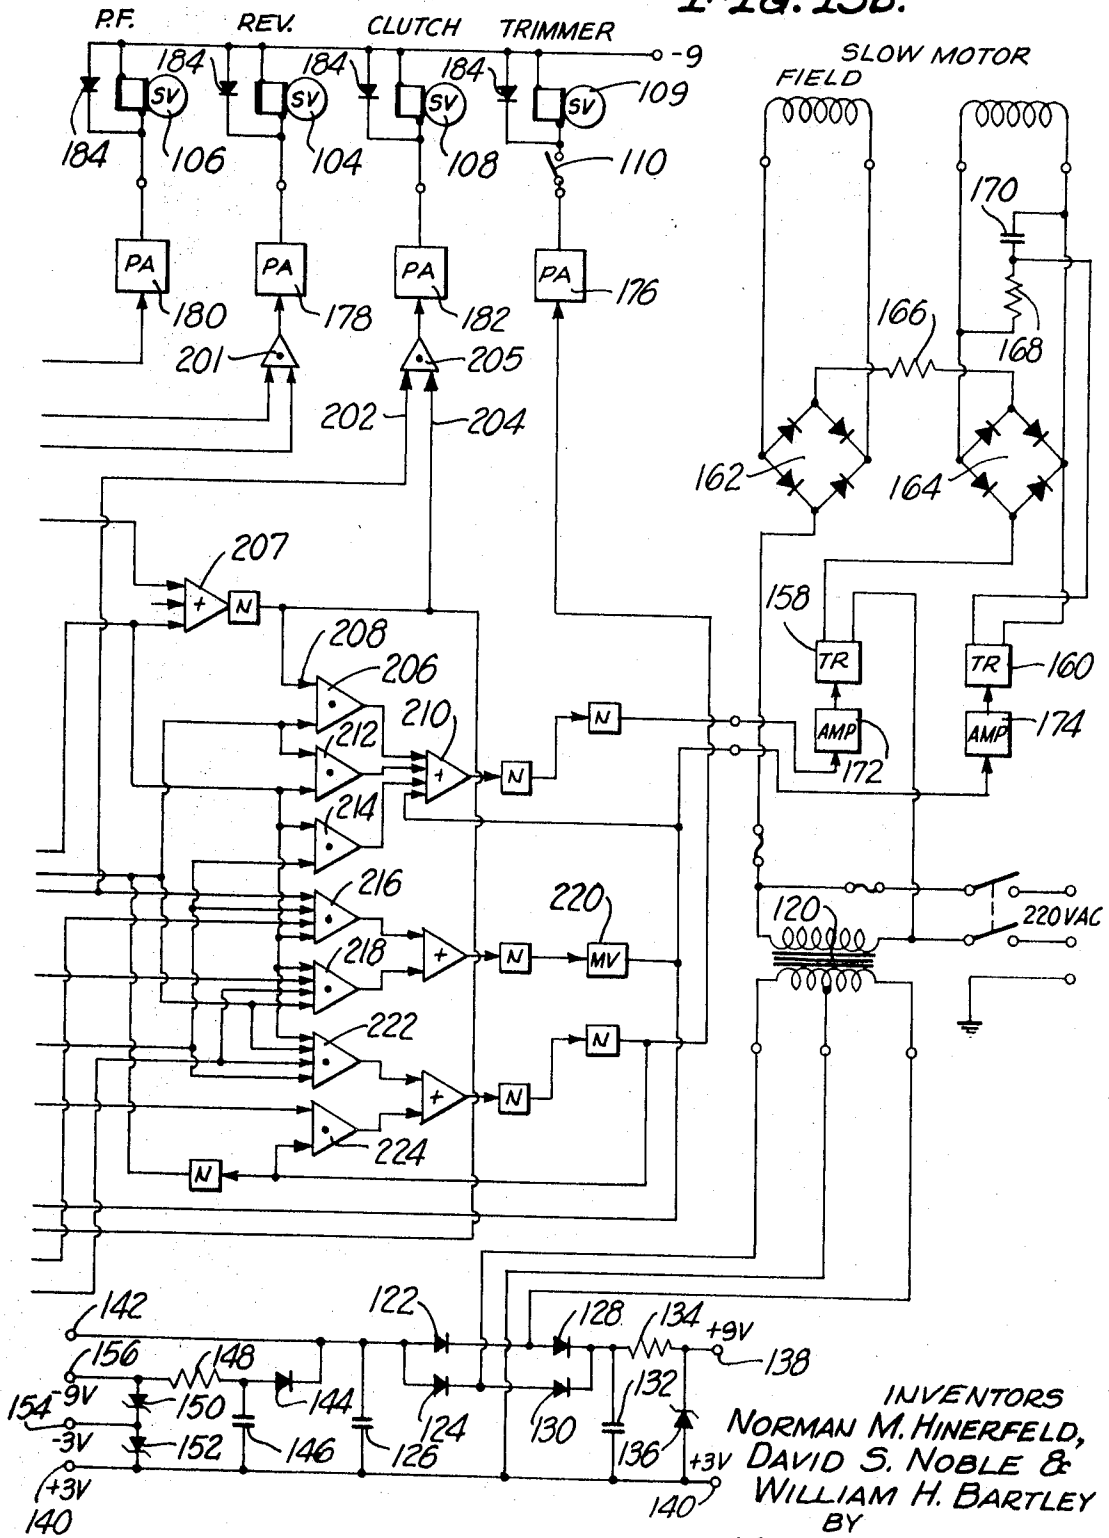 FIG. 13b.
P.F. REV. CLUTCH TRIMMER
-9
SLOW MOTOR
FIELD
184 184 184 184
SV SV SV SV
109
184 106 104 108 110
170
PA PA PA PA
180 178 182 176
166
168
201 205
202 204
162 164
207
+ N
208
206
158
TR TR 160
210
N
212
AMP AMP 174
172
+ N
214
216
220
120
220 VAC
218
+ N MV
222
N
+ N
224
N
142 122 128 134 +9V
138
156 148
-9V
150 144 124 130 132
154
-3V
152 146 126 136
+3V
+3V
140 140
INVENTORS
NORMAN M. HINERFELD,
DAVID S. NOBLE &
WILLIAM H. BARTLEY
BY